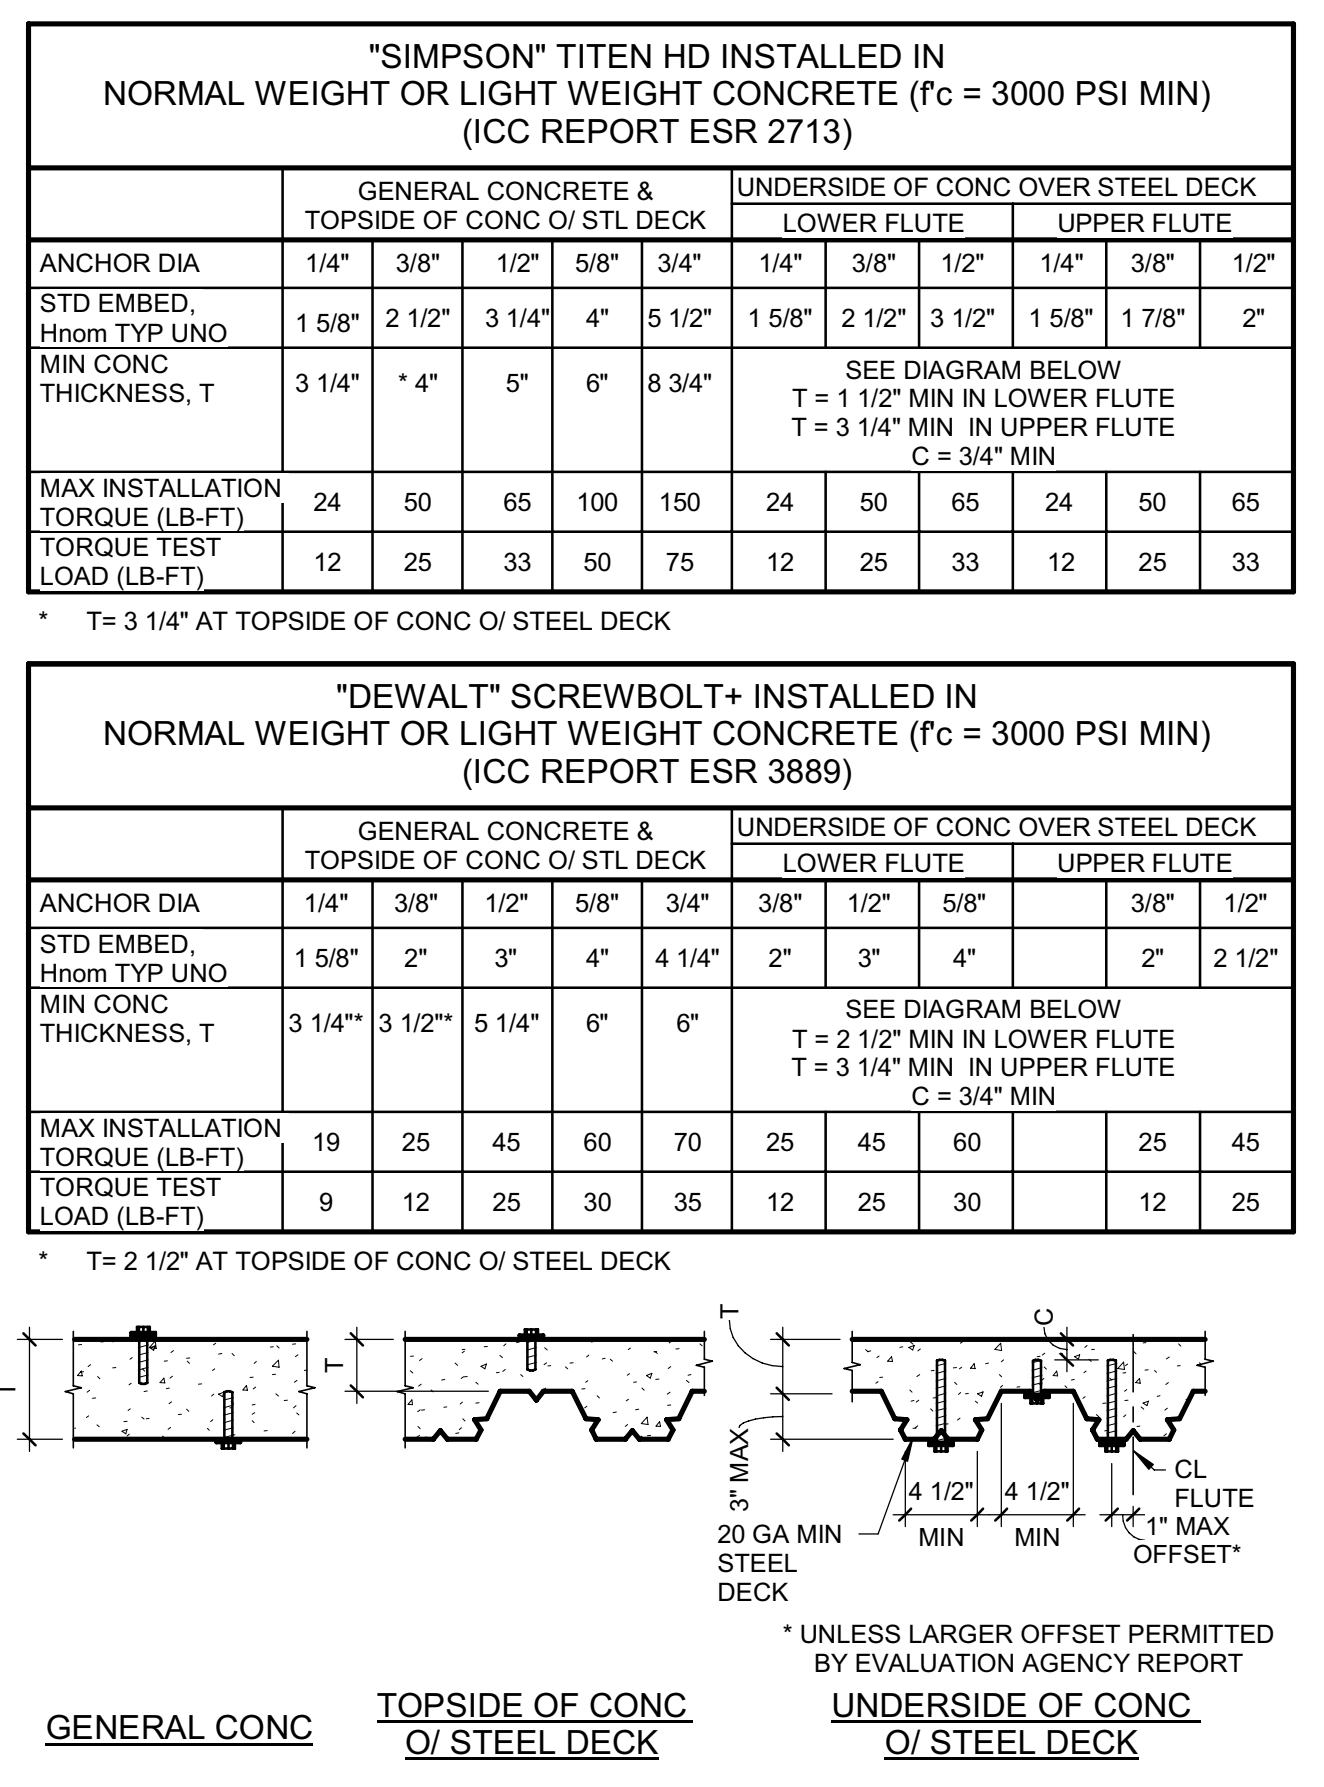 "SIMPSON" TITEN HD INSTALLED IN
NORMAL WEIGHT OR LIGHT WEIGHT CONCRETE (f'c = 3000 PSI MIN)
(ICC REPORT ESR 2713)
GENERAL CONCRETE &
TOPSIDE OF CONC O/ STL DECK
UNDERSIDE OF CONC OVER STEEL DECK
LOWER FLUTE UPPER FLUTE
ANCHOR DIA 1/4" 3/8" 1/2" 5/8" 3/4" 1/4" 3/8" 1/2" 1/4" 3/8" 1/2"
STD EMBED,
Hnom TYP UNO 1 5/8" 2 1/2" 3 1/4" 4" 5 1/2" 1 5/8" 2 1/2" 3 1/2" 1 5/8" 1 7/8" 2"
MIN CONC
THICKNESS, T 3 1/4" * 4" 5" 6" 8 3/4"
SEE DIAGRAM BELOW
T = 1 1/2" MIN IN LOWER FLUTE
T = 3 1/4" MIN IN UPPER FLUTE
C = 3/4" MIN
MAX INSTALLATION
TORQUE (LB-FT) 24 50 65 100 150 24 50 65 24 50 65
TORQUE TEST
LOAD (LB-FT) 12 25 33 50 75 12 25 33 12 25 33
* T= 3 1/4" AT TOPSIDE OF CONC O/ STEEL DECK
"DEWALT" SCREWBOLT+ INSTALLED IN
NORMAL WEIGHT OR LIGHT WEIGHT CONCRETE (f'c = 3000 PSI MIN)
(ICC REPORT ESR 3889)
GENERAL CONCRETE &
TOPSIDE OF CONC O/ STL DECK
UNDERSIDE OF CONC OVER STEEL DECK
LOWER FLUTE UPPER FLUTE
ANCHOR DIA 1/4" 3/8" 1/2" 5/8" 3/4" 3/8" 1/2" 5/8" 3/8" 1/2"
STD EMBED,
Hnom TYP UNO 1 5/8" 2" 3" 4" 4 1/4" 2" 3" 4" 2" 2 1/2"
MIN CONC
THICKNESS, T 3 1/4"* 3 1/2"* 5 1/4" 6" 6"
SEE DIAGRAM BELOW
T = 2 1/2" MIN IN LOWER FLUTE
T = 3 1/4" MIN IN UPPER FLUTE
C = 3/4" MIN
MAX INSTALLATION
TORQUE (LB-FT) 19 25 45 60 70 25 45 60 25 45
TORQUE TEST
LOAD (LB-FT) 9 12 25 30 35 12 25 30 12 25
* T= 2 1/2" AT TOPSIDE OF CONC O/ STEEL DECK
T
T
C
3" MAX
4 1/2"
MIN
4 1/2"
MIN
CL
FLUTE
1" MAX
OFFSET*
20 GA MIN
STEEL
DECK
* UNLESS LARGER OFFSET PERMITTED
BY EVALUATION AGENCY REPORT
GENERAL CONC
TOPSIDE OF CONC
O/ STEEL DECK
UNDERSIDE OF CONC
O/ STEEL DECK